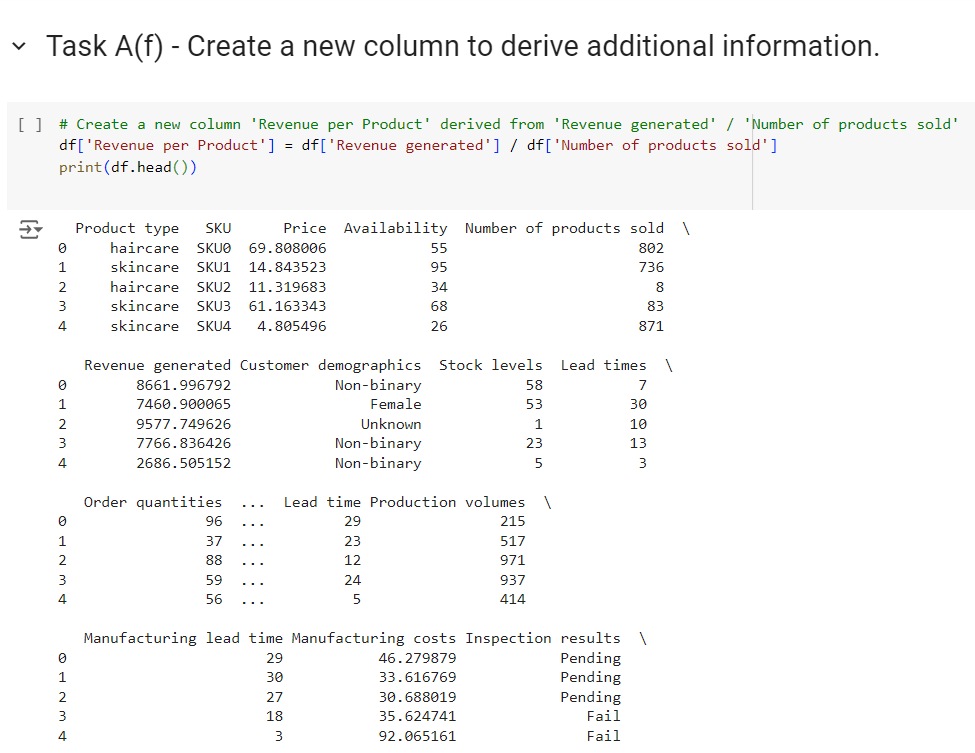 Task A(f) - Create a new column to derive additional information.
[ ] # Create a new column 'Revenue per Product' derived from 'Revenue generated' / 'Number of products sold'
df['Revenue per Product'] = df['Revenue generated'] / df['Number of products sold']
print(df.head())
Product type SKU Price Availability Number of products sold \
0 haircare SKU0 69.808006 55 802
1 skincare SKU1 14.843523 95 736
2 haircare SKU2 11.319683 34 8
3 skincare SKU3 61.163343 68 83
4 skincare SKU4 4.805496 26 871
Revenue generated Customer demographics Stock levels Lead times \
0 8661.996792 Non-binary 58 7
1 7460.900065 Female 53 30
2 9577.749626 Unknown 1 10
3 7766.836426 Non-binary 23 13
4 2686.505152 Non-binary 5 3
Order quantities ... Lead time Production volumes \
0 96 ... 29 215
1 37 ... 23 517
2 88 ... 12 971
3 59 ... 24 937
4 56 ... 5 414
Manufacturing lead time Manufacturing costs Inspection results \
0 29 46.279879 Pending
1 30 33.616769 Pending
2 27 30.688019 Pending
3 18 35.624741 Fail
4 3 92.065161 Fail